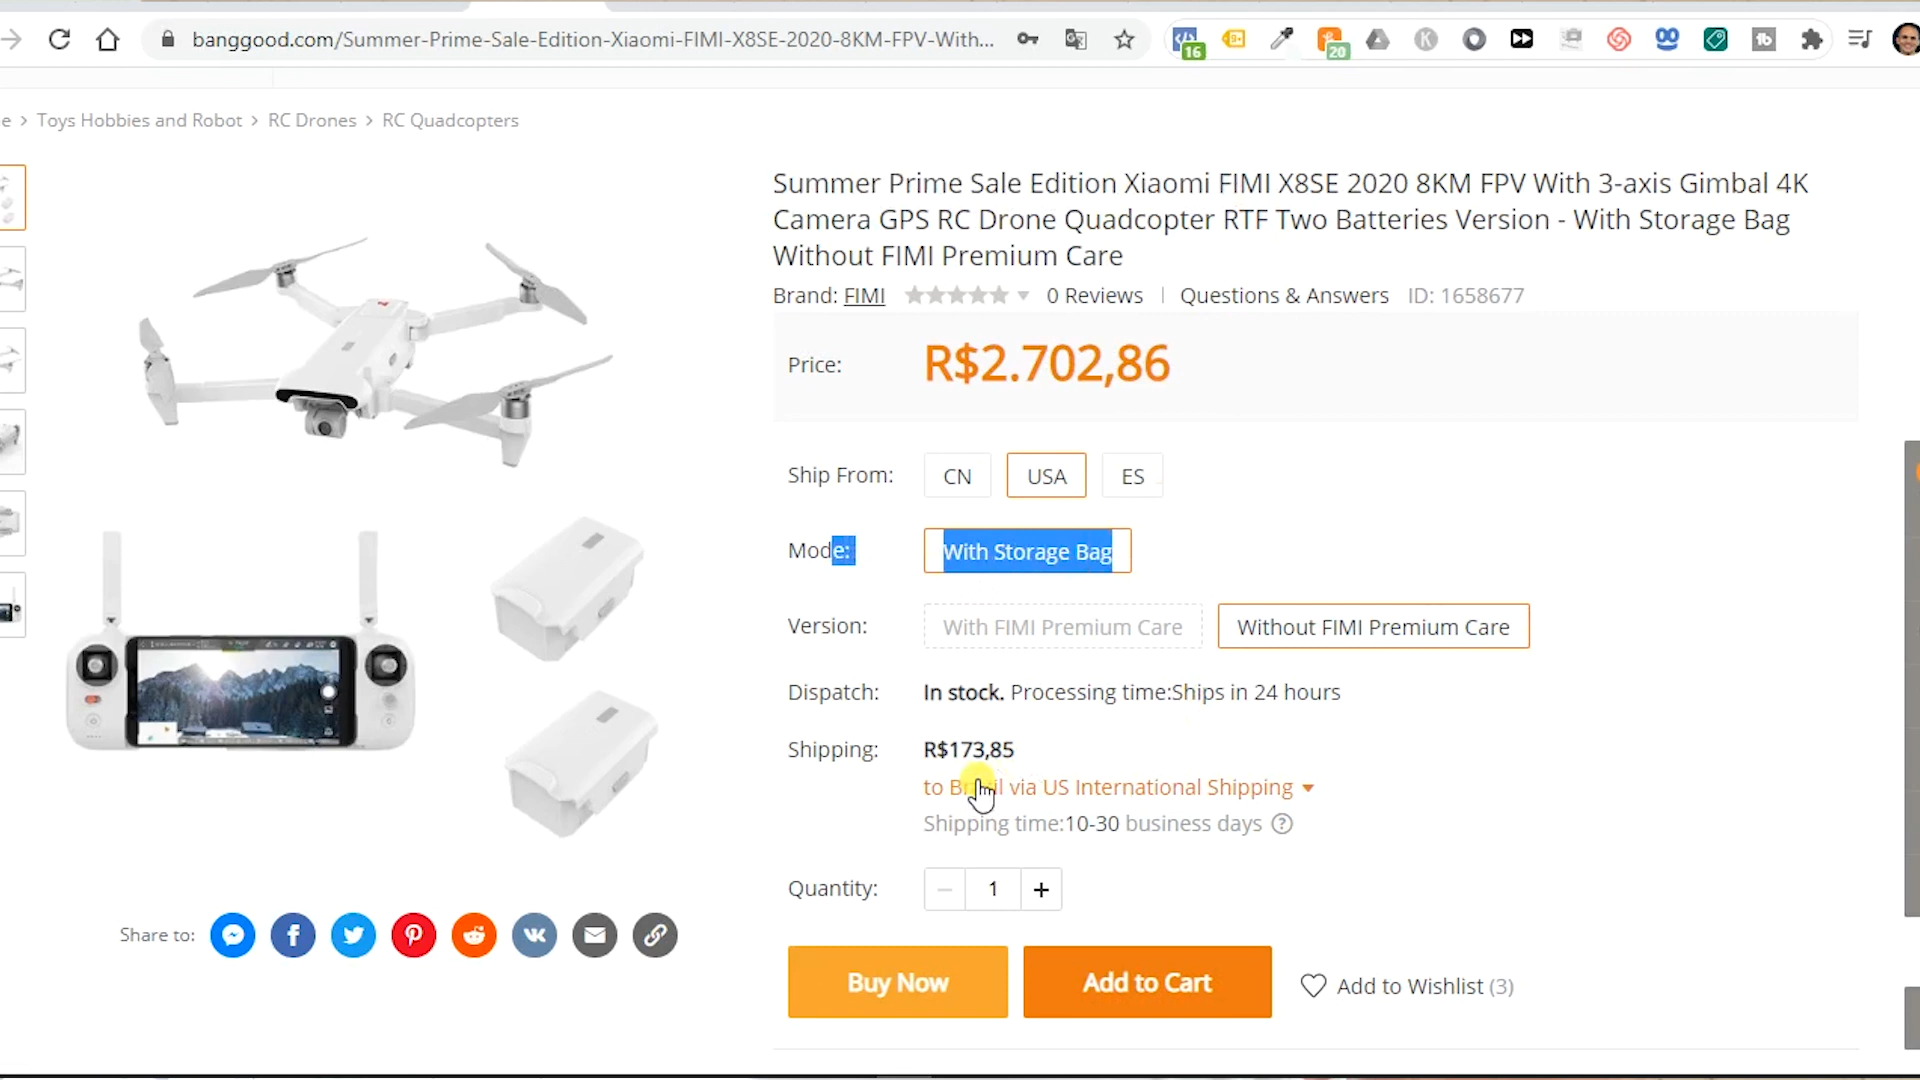 banggood.com/Summer-Prime-Sale-Edition-Xiaomi-FIMI-X8SE-2020-8KM-FPV-With...
16
20
e > Toys Hobbies and Robot > RC Drones > RC Quadcopters
Summer Prime Sale Edition Xiaomi FIMI X8SE 2020 8KM FPV With 3-axis Gimbal 4K
Camera GPS RC Drone Quadcopter RTF Two Batteries Version - With Storage Bag
Without FIMI Premium Care
Brand: FIMI 0 Reviews | Questions & Answers ID: 1658677
Price: R$2.702,86
Ship From: CN USA ES
Mode: With Storage Bag
Version: With FIMI Premium Care Without FIMI Premium Care
Dispatch: In stock. Processing time:Ships in 24 hours
Shipping: R$173,85
to Brazil via US International Shipping
Shipping time:10-30 business days ?
Quantity: − 1 +
Share to:
Buy Now Add to Cart Add to Wishlist (3)